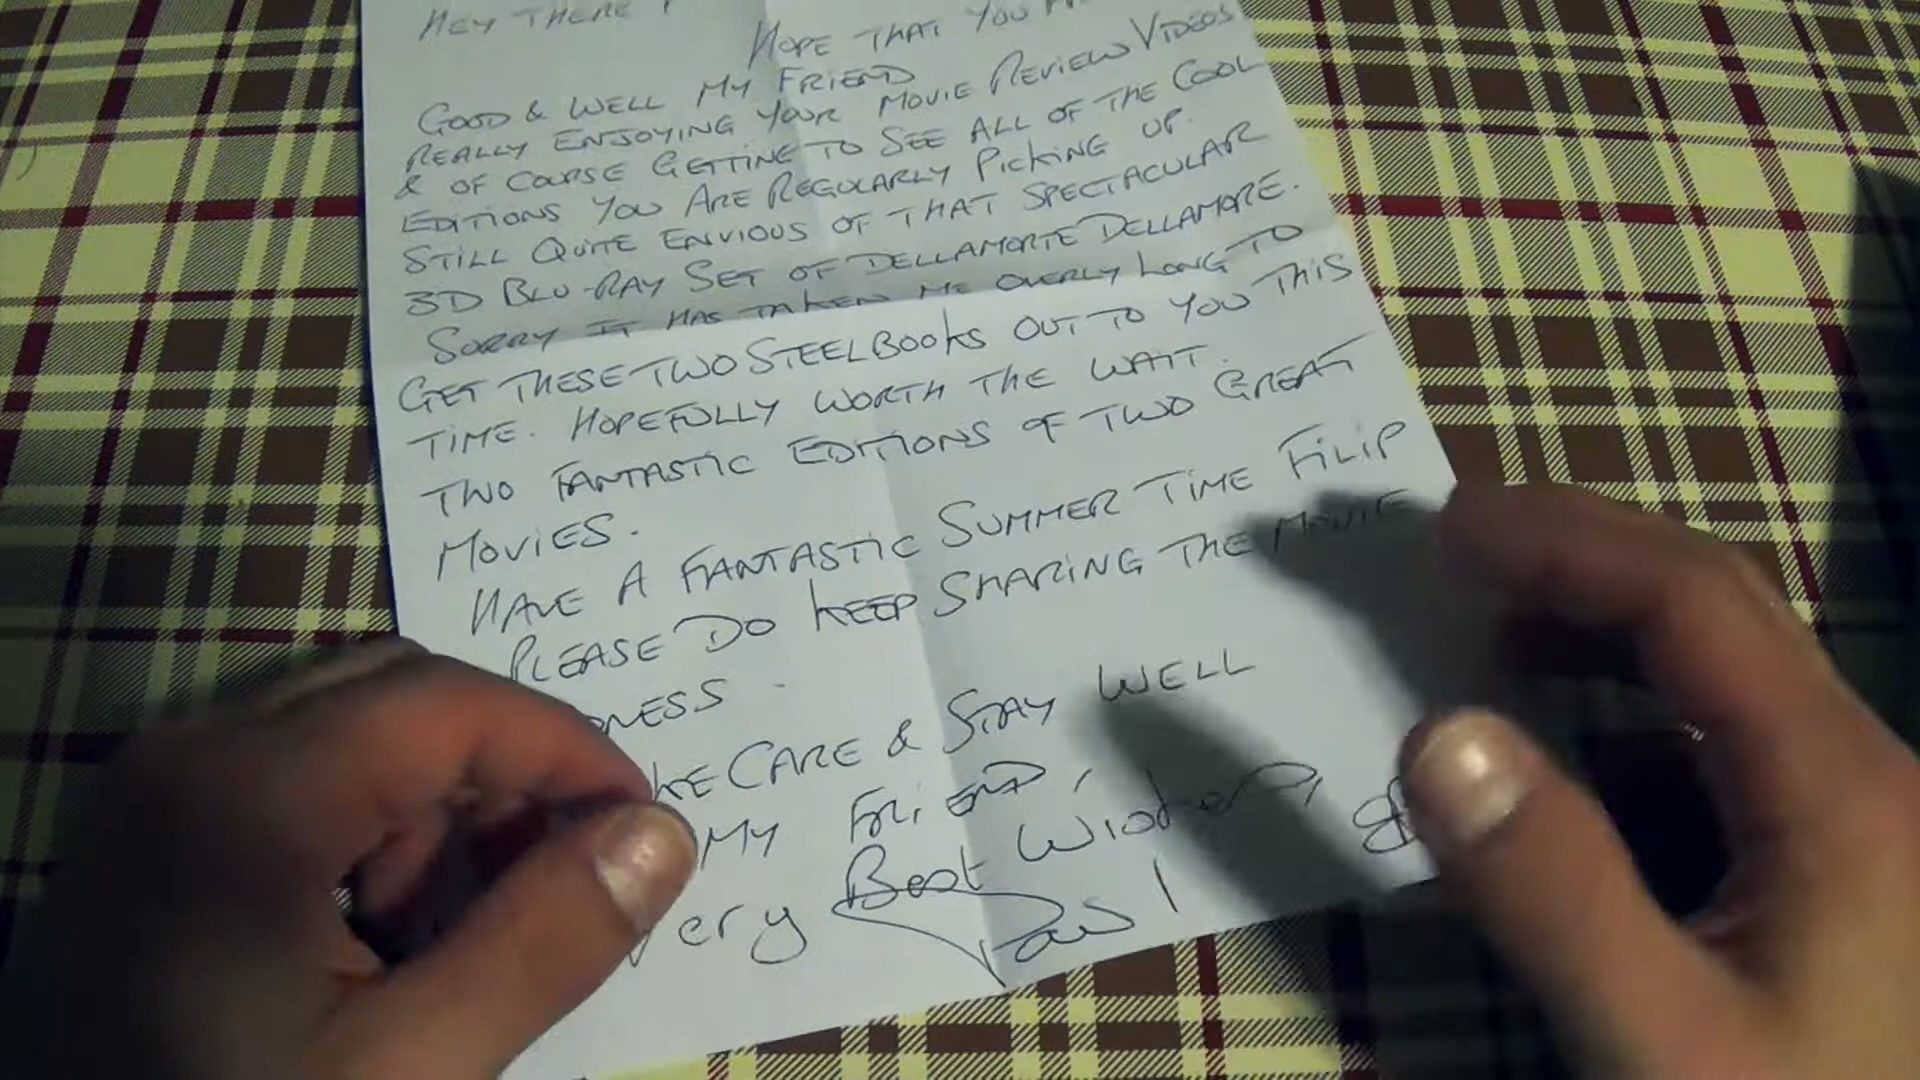 HEY THERE !
HOPE THAT YOU
GOOD & WELL MY FRIEND
REALLY ENJOYING YOUR MOVIE REVIEW VIDEOS
& OF COURSE GETTING TO SEE ALL OF THE COOL
EDITIONS YOU ARE REGULARLY PICKING UP.
STILL QUITE ENVIOUS OF THAT SPECTACULAR
3D BLU-RAY SET OF DELLAMORTE DELLAMORE.
SORRY IT HAS TAKEN ME OVERLY LONG TO
GET THESE TWO STEELBOOKS OUT TO YOU THIS
TIME. HOPEFULLY WORTH THE WAIT.
TWO FANTASTIC EDITIONS OF TWO GREAT
MOVIES.
HAVE A FANTASTIC SUMMER TIME FILIP
PLEASE DO KEEP SHARING THE MOVIE
NESS
CARE & STAY WELL
MY FRIEND,
Very Best Wishes,
Paul